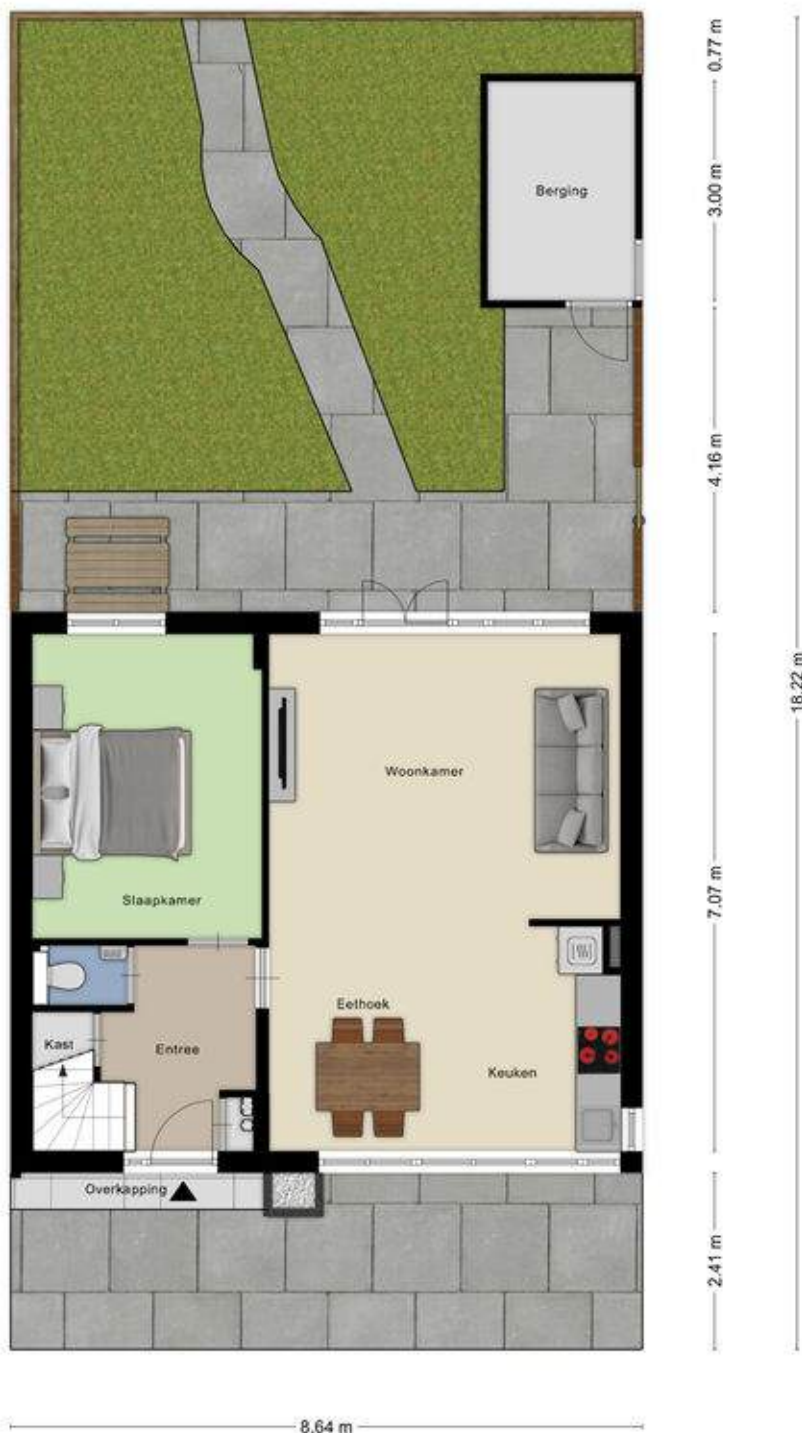 0.77 m
Berging
3.00 m
4.16 m
18.22 m
Woonkamer
7.07 m
Slaapkamer
Eethoek
Kast
Entree
Keuken
Overkapping
2.41 m
8.64 m